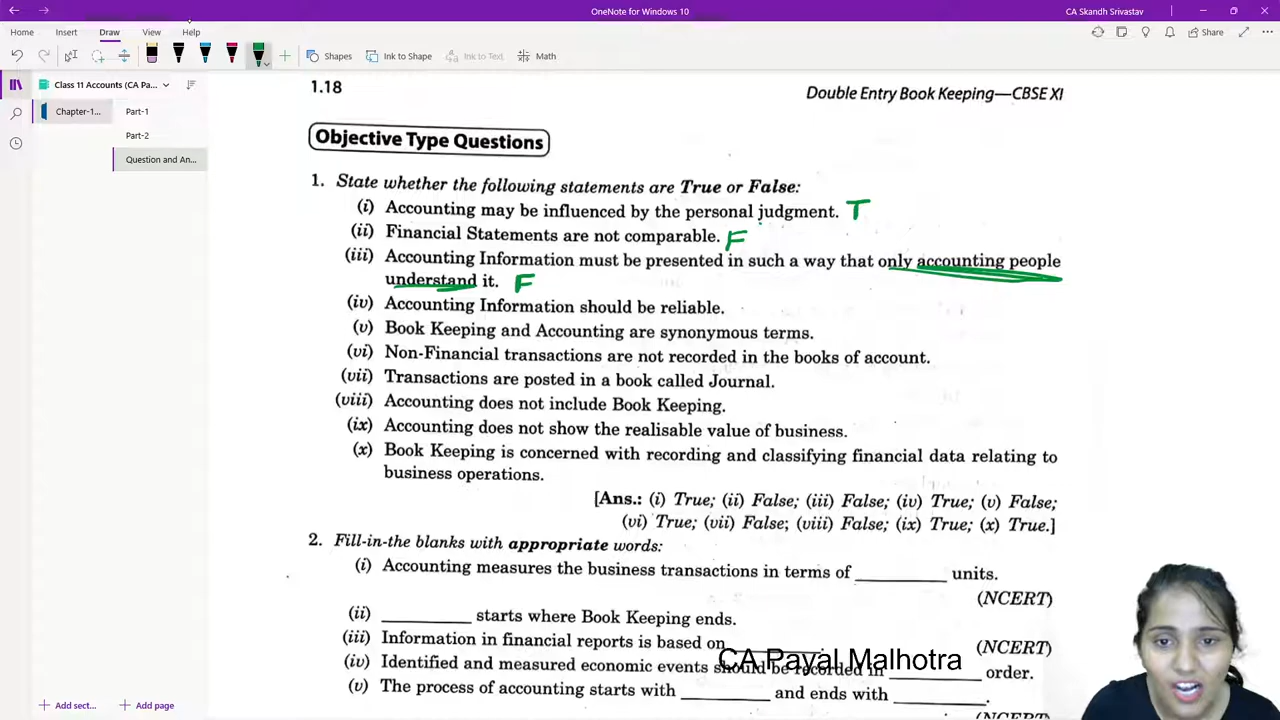 OneNote for Windows 10
CA Skandh Srivastav
Home Insert Draw View Help
Share
Shapes Ink to Shape Ink to Text Math
Class 11 Accounts (CA Pa...
Chapter-1...
Part-1
Part-2
Question and An...
1.18
Double Entry Book Keeping—CBSE XI
Objective Type Questions
1. State whether the following statements are True or False:
(i) Accounting may be influenced by the personal judgment. T
(ii) Financial Statements are not comparable. F
(iii) Accounting Information must be presented in such a way that only accounting people
understand it. F
(iv) Accounting Information should be reliable.
(v) Book Keeping and Accounting are synonymous terms.
(vi) Non-Financial transactions are not recorded in the books of account.
(vii) Transactions are posted in a book called Journal.
(viii) Accounting does not include Book Keeping.
(ix) Accounting does not show the realisable value of business.
(x) Book Keeping is concerned with recording and classifying financial data relating to
business operations.
[Ans.: (i) True; (ii) False; (iii) False; (iv) True; (v) False;
(vi) True; (vii) False; (viii) False; (ix) True; (x) True.]
2. Fill-in-the blanks with appropriate words:
(i) Accounting measures the business transactions in terms of ________ units.
(NCERT)
(ii) ________ starts where Book Keeping ends.
(iii) Information in financial reports is based on ________.
(NCERT)
CA Payal Malhotra
(iv) Identified and measured economic events should be recorded in ________ order.
(v) The process of accounting starts with ________ and ends with ________.
(NCERT)
Add sect...
Add page